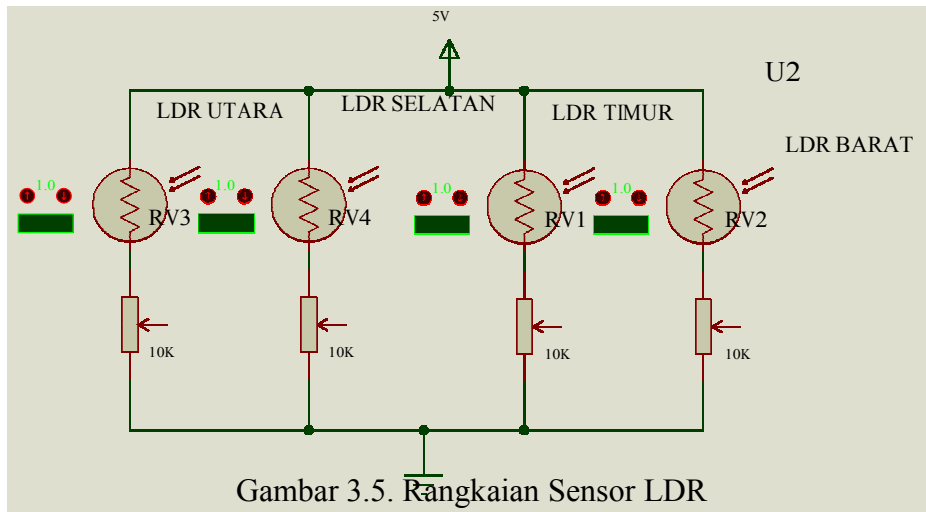 5V
U2
LDR UTARA
LDR SELATAN
LDR TIMUR
LDR BARAT
1.0
1.0
1.0
1.0
RV3
RV4
RV1
RV2
10K
10K
10K
10K
Gambar 3.5. Rangkaian Sensor LDR